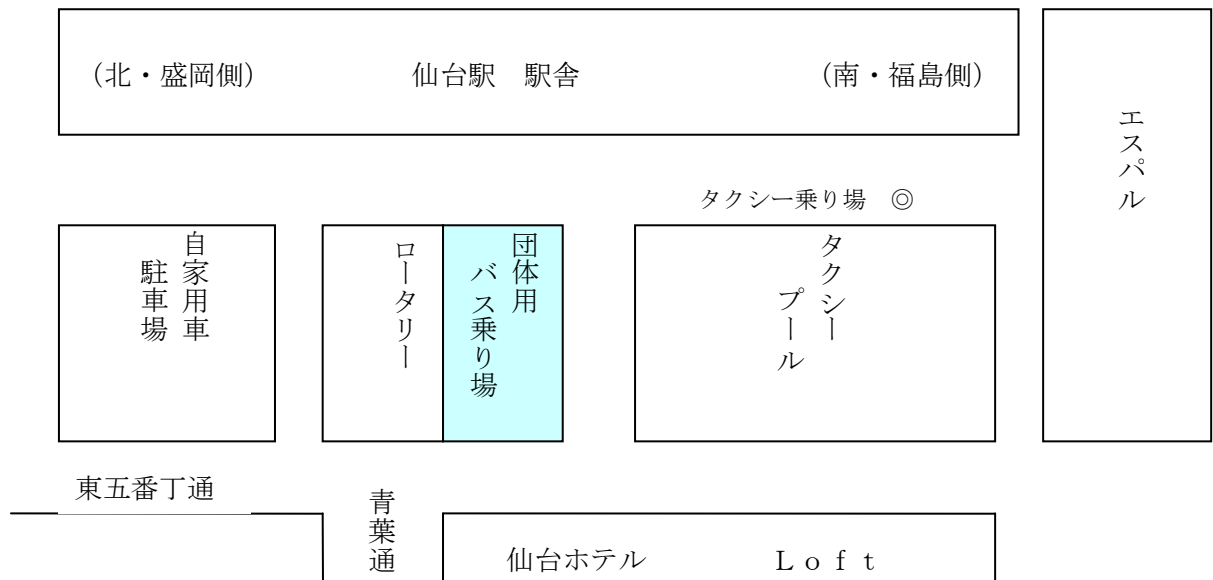 (北・盛岡側)
仙台駅 駅舎
(南・福島側)
エスパル
タクシー乗り場 ◎
自家用車
駐車場
ロータリー
団体用
バス乗り場
タクシー
プール
東五番丁通
青葉通
仙台ホテル
Ｌｏｆｔ